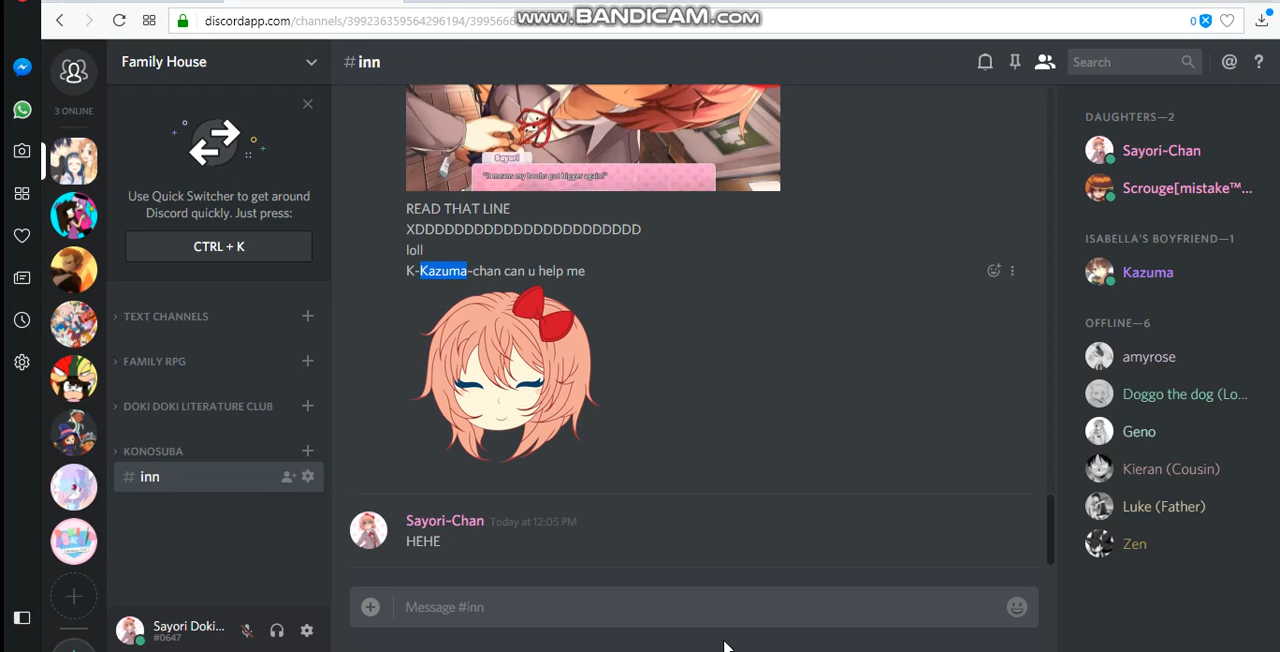 www.BANDICAM.com
discordapp.com/channels/399236359564296194/3995666
0
Family House
#inn
Search
@
?
3 ONLINE
Use Quick Switcher to get around
Discord quickly. Just press:
CTRL + K
TEXT CHANNELS
FAMILY RPG
DOKI DOKI LITERATURE CLUB
KONOSUBA
# inn
Sayori Doki...
#0647
Sayori
"It means my boobs got bigger again!"
READ THAT LINE
XDDDDDDDDDDDDDDDDDDDDDDD
loll
K-Kazuma-chan can u help me
Sayori~Chan Today at 12:05 PM
HEHE
Message #inn
DAUGHTERS—2
Sayori~Chan
Scrouge[mistake™...
ISABELLA'S BOYFRIEND—1
Kazuma
OFFLINE—6
amyrose
Doggo the dog (Lo...
Geno
Kieran (Cousin)
Luke (Father)
Zen